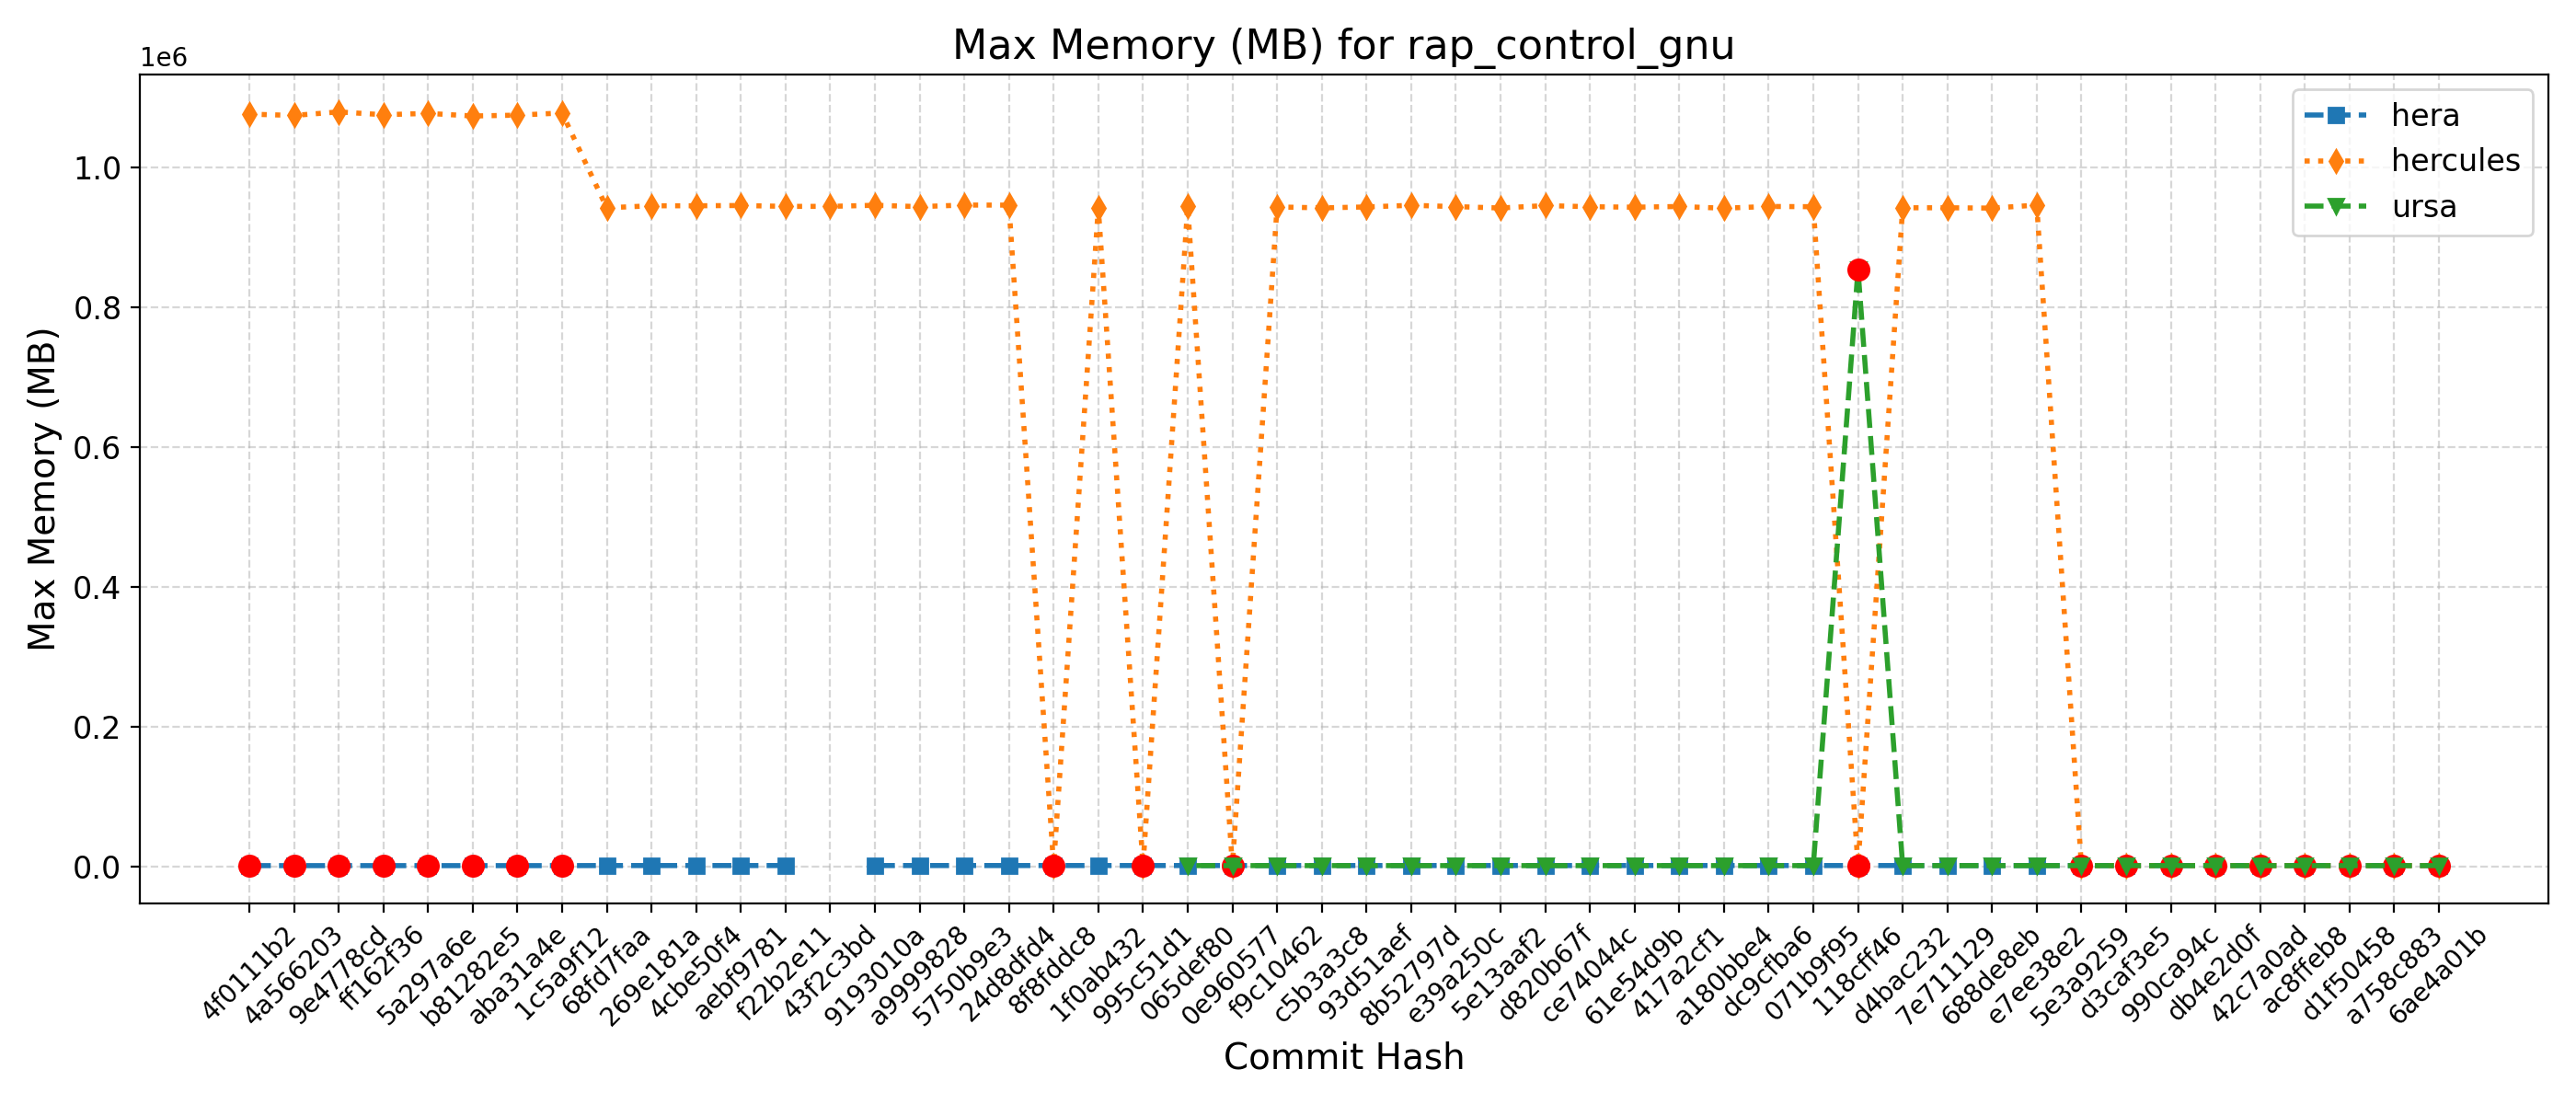 Max Memory (MB) for rap_control_gnu
1e6
1.0
0.8
0.6
0.4
0.2
0.0
Max Memory (MB)
hera
hercules
ursa
4f0111b2
4a566203
9e4778cd
ff162f36
5a297a6e
b81282e5
aba31a4e
1c5a9f12
68fd7faa
269e181a
4cbe50f4
aebf9781
f22b2e11
43f2c3bd
9193010a
a9999828
5750b9e3
24d8dfd4
8f8fddc8
1f0ab432
995c51d1
065def80
0e960577
f9c10462
c5b3a3c8
93d51aef
8b52797d
e39a250c
5e13aaf2
d820b67f
ce74044c
61e54d9b
417a2cf1
a180bbe4
dc9cfba6
071b9f95
118cff46
d4bac232
7e711129
688de8eb
e7ee38e2
5e3a9259
d3caf3e5
990ca94c
db4e2d0f
42c7a0ad
ac8ffeb8
d1f50458
a758c883
6ae4a01b
Commit Hash